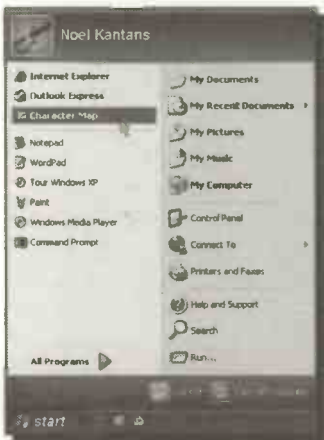 Noel Kantans
Internet Explorer
Outlook Express
Character Map
Notepad
WordPad
Tour Windows XP
Paint
Windows Media Player
Command Prompt
All Programs
My Documents
My Recent Documents
My Pictures
My Music
My Computer
Control Panel
Connect To
Printers and Faxes
Help and Support
Search
Run...
start